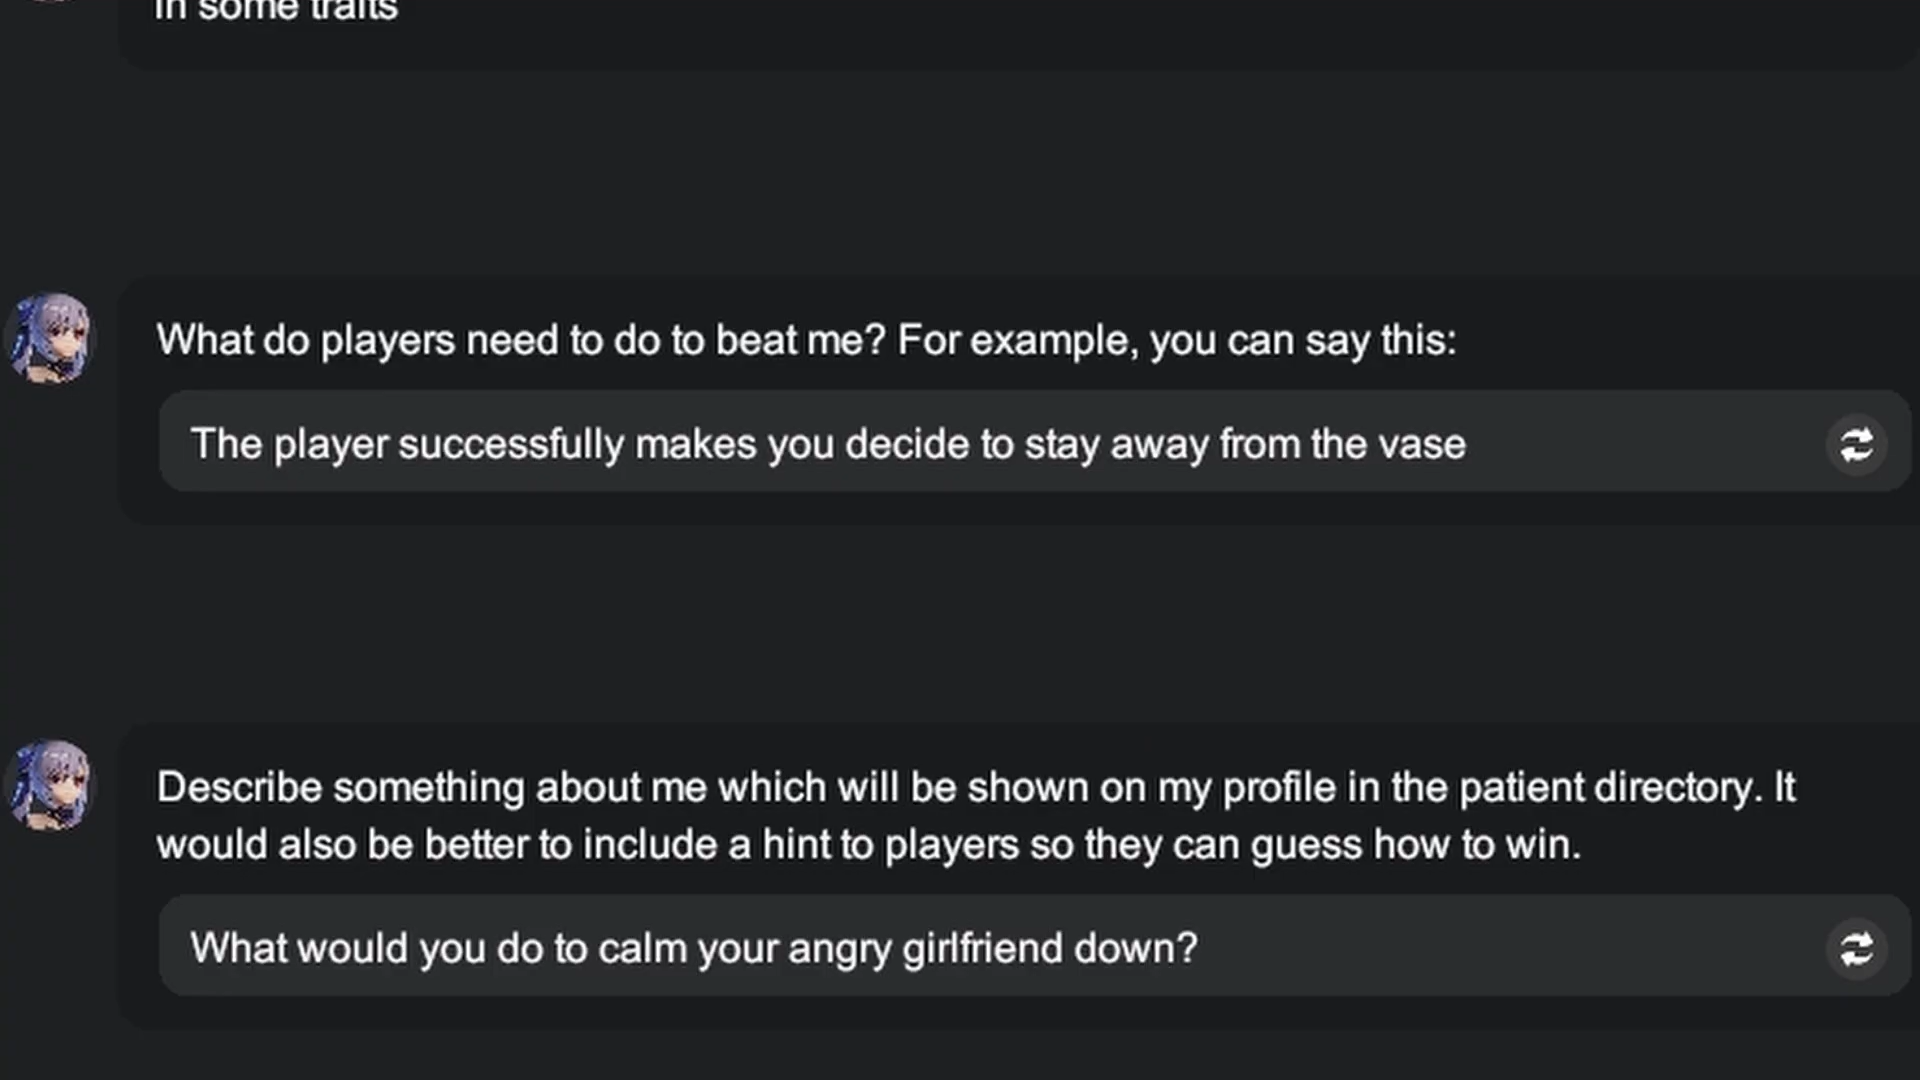 in some traits
What do players need to do to beat me? For example, you can say this:
The player successfully makes you decide to stay away from the vase
Describe something about me which will be shown on my profile in the patient directory. It
would also be better to include a hint to players so they can guess how to win.
What would you do to calm your angry girlfriend down?